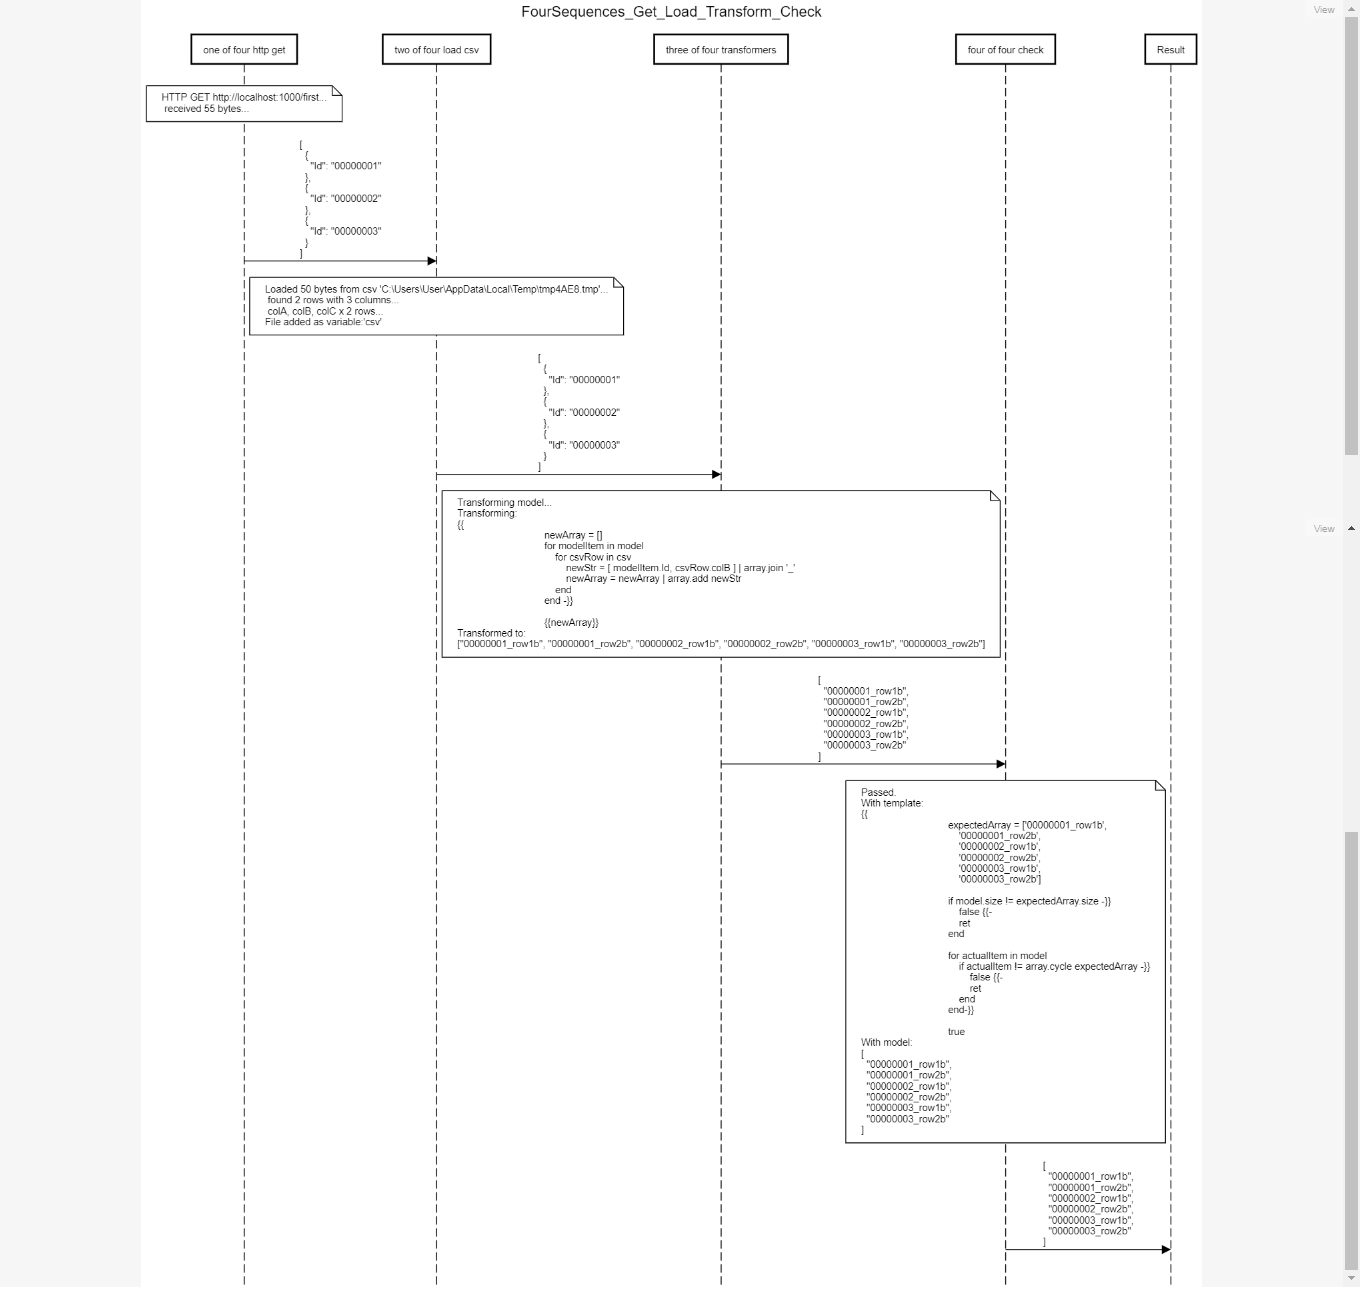 FourSequences_Get_Load_Transform_Check
View
one of four http get
two of four load csv
three of four transformers
four of four check
Result
HTTP GET http://localhost:1000/first...
received 55 bytes...
[
{
"Id": "00000001"
},
{
"Id": "00000002"
},
{
"Id": "00000003"
}
]
Loaded 50 bytes from csv 'C:\Users\User\AppData\Local\Temp\tmp4AE8.tmp'...
found 2 rows with 3 columns...
colA, colB, colC x 2 rows...
File added as variable:'csv'
[
{
"Id": "00000001"
},
{
"Id": "00000002"
},
{
"Id": "00000003"
}
]
Transforming model...
Transforming:
{{
newArray = []
for modelItem in model
for csvRow in csv
newStr = [ modelItem.Id, csvRow.colB ] | array.join '_'
newArray = newArray | array.add newStr
end
end -}}
{{newArray}}
Transformed to:
["00000001_row1b", "00000001_row2b", "00000002_row1b", "00000002_row2b", "00000003_row1b", "00000003_row2b"]
View
[
"00000001_row1b",
"00000001_row2b",
"00000002_row1b",
"00000002_row2b",
"00000003_row1b",
"00000003_row2b"
]
Passed.
With template:
{{
expectedArray = ['00000001_row1b',
'00000001_row2b',
'00000002_row1b',
'00000002_row2b',
'00000003_row1b',
'00000003_row2b']
if model.size != expectedArray.size -}}
false {{-
ret
end
for actualItem in model
if actualItem != array.cycle expectedArray -}}
false {{-
ret
end
end-}}
true
With model:
[
"00000001_row1b",
"00000001_row2b",
"00000002_row1b",
"00000002_row2b",
"00000003_row1b",
"00000003_row2b"
]
[
"00000001_row1b",
"00000001_row2b",
"00000002_row1b",
"00000002_row2b",
"00000003_row1b",
"00000003_row2b"
]